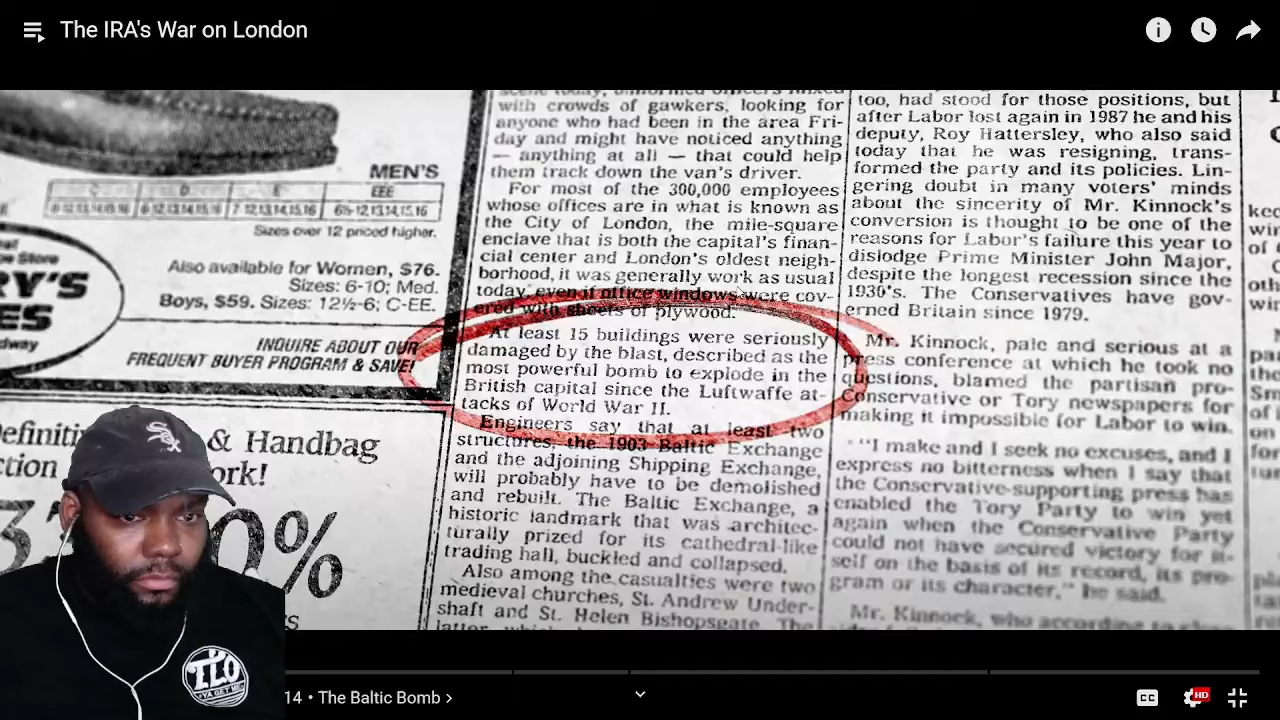 The IRA's War on London
MEN'S
EEE
Sizes over 12 priced higher.
Also available for Women, $76.
Sizes: 6-10; Med.
Boys, $59. Sizes: 12½-6; C-EE.
INQUIRE ABOUT OUR
FREQUENT BUYER PROGRAM & SAVE!
& Handbag
with crowds of gawkers, looking for
anyone who had been in the area Fri-
day and might have noticed anything
— anything at all — that could help
them track down the van's driver.
For most of the 300,000 employees
whose offices are in what is known as
the City of London, the mile-square
enclave that is both the capital's finan-
cial center and London's oldest neigh-
borhood, it was generally work as usual
today, even if office windows were cov-
ered with sheets of plywood.
At least 15 buildings were seriously
damaged by the blast, described as the
most powerful bomb to explode in the
British capital since the Luftwaffe at-
tacks of World War II.
Engineers say that at least two
structures, the 1903 Baltic Exchange
and the adjoining Shipping Exchange,
will probably have to be demolished
and rebuilt. The Baltic Exchange, a
historic landmark that was architec-
turally prized for its cathedral-like
trading hall, buckled and collapsed.
Also among the casualties were two
medieval churches, St. Andrew Under-
shaft and St. Helen Bishopsgate. The
too, had stood for those positions, but
after Labor lost again in 1987 he and his
deputy, Roy Hattersley, who also said
today that he was resigning, trans-
formed the party and its policies. Lin-
gering doubt in many voters' minds
about the sincerity of Mr. Kinnock's
conversion is thought to be one of the
reasons for Labor's failure this year to
dislodge Prime Minister John Major,
despite the longest recession since the
1930's. The Conservatives have gov-
erned Britain since 1979.
Mr. Kinnock, pale and serious at a
press conference at which he took no
questions, blamed the partisan pro-
Conservative or Tory newspapers for
making it impossible for Labor to win.
"I make and I seek no excuses, and I
express no bitterness when I say that
the Conservative-supporting press has
enabled the Tory Party to win yet
again when the Conservative Party
could not have secured victory for it-
self on the basis of its record, its pro-
gram or its character," he said.
Mr. Kinnock, who according to
TLO
YA GET ME
14 • The Baltic Bomb >
CC
HD